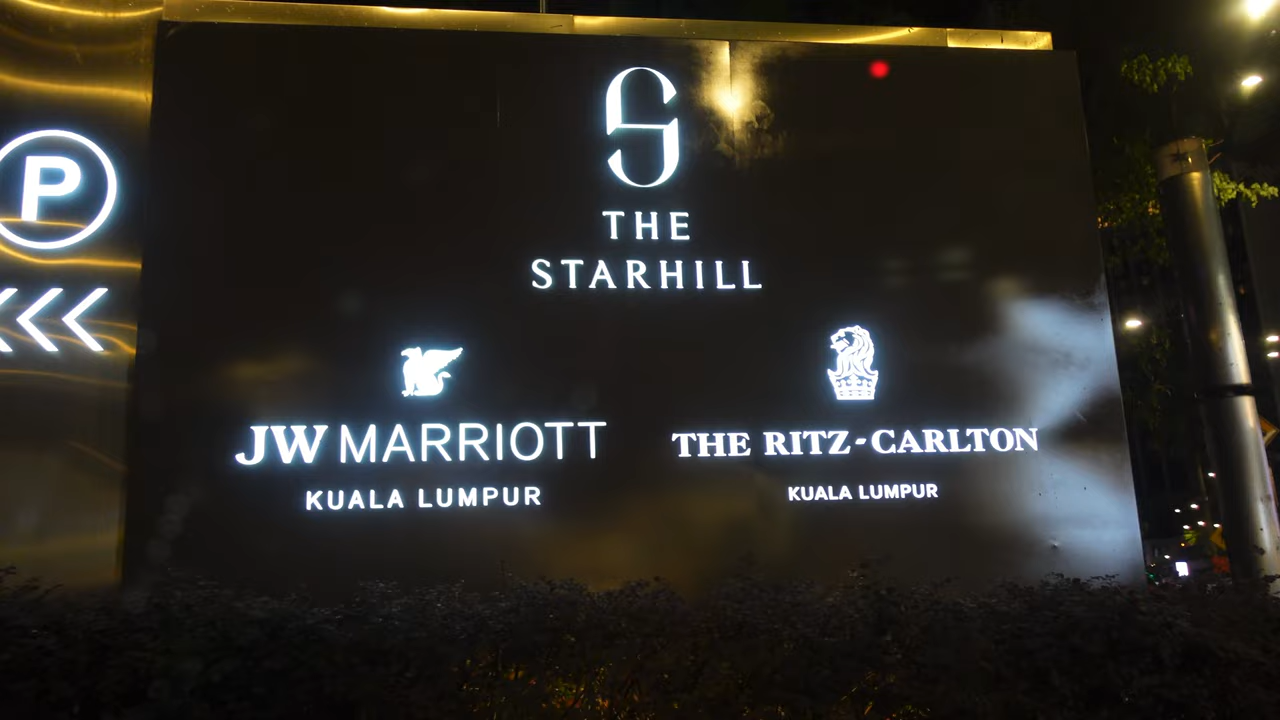 P
THE
STARHILL
JW MARRIOTT
KUALA LUMPUR
THE RITZ-CARLTON
KUALA LUMPUR